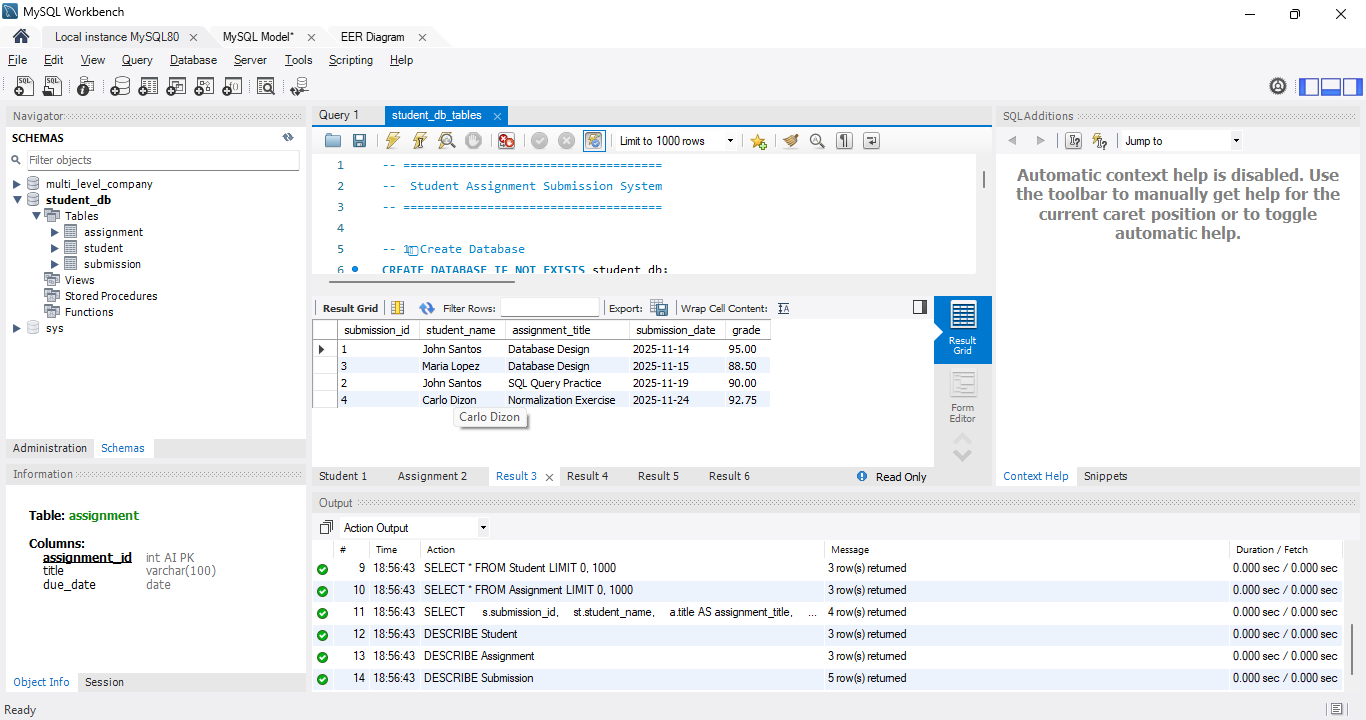 MySQL Workbench
Local instance MySQL80 MySQL Model* EER Diagram
File Edit View Query Database Server Tools Scripting Help
Navigator
SCHEMAS
Filter objects
multi_level_company
student_db
Tables
assignment
student
submission
Views
Stored Procedures
Functions
sys
Administration Schemas
Information
Table: assignment
Columns:
assignment_id int AI PK
title varchar(100)
due_date date
Object Info Session
Query 1 student_db_tables
Limit to 1000 rows
1 -- =====================================
2 -- Student Assignment Submission System
3 -- =====================================
4
5 -- 1. Create Database
6 CREATE DATABASE IF NOT EXISTS student_db;
Result Grid Filter Rows: Export: Wrap Cell Content:
submission_id student_name assignment_title submission_date grade
1 John Santos Database Design 2025-11-14 95.00
3 Maria Lopez Database Design 2025-11-15 88.50
2 John Santos SQL Query Practice 2025-11-19 90.00
4 Carlo Dizon Normalization Exercise 2025-11-24 92.75
Carlo Dizon
Result Grid
Form Editor
Student 1 Assignment 2 Result 3 Result 4 Result 5 Result 6 Read Only
SQLAdditions
Jump to
Automatic context help is disabled. Use
the toolbar to manually get help for the
current caret position or to toggle
automatic help.
Context Help Snippets
Output
Action Output
# Time Action Message Duration / Fetch
9 18:56:43 SELECT * FROM Student LIMIT 0, 1000 3 row(s) returned 0.000 sec / 0.000 sec
10 18:56:43 SELECT * FROM Assignment LIMIT 0, 1000 3 row(s) returned 0.000 sec / 0.000 sec
11 18:56:43 SELECT s.submission_id, st.student_name, a.title AS assignment_title, ... 4 row(s) returned 0.000 sec / 0.000 sec
12 18:56:43 DESCRIBE Student 3 row(s) returned 0.000 sec / 0.000 sec
13 18:56:43 DESCRIBE Assignment 3 row(s) returned 0.000 sec / 0.000 sec
14 18:56:43 DESCRIBE Submission 5 row(s) returned 0.000 sec / 0.000 sec
Ready